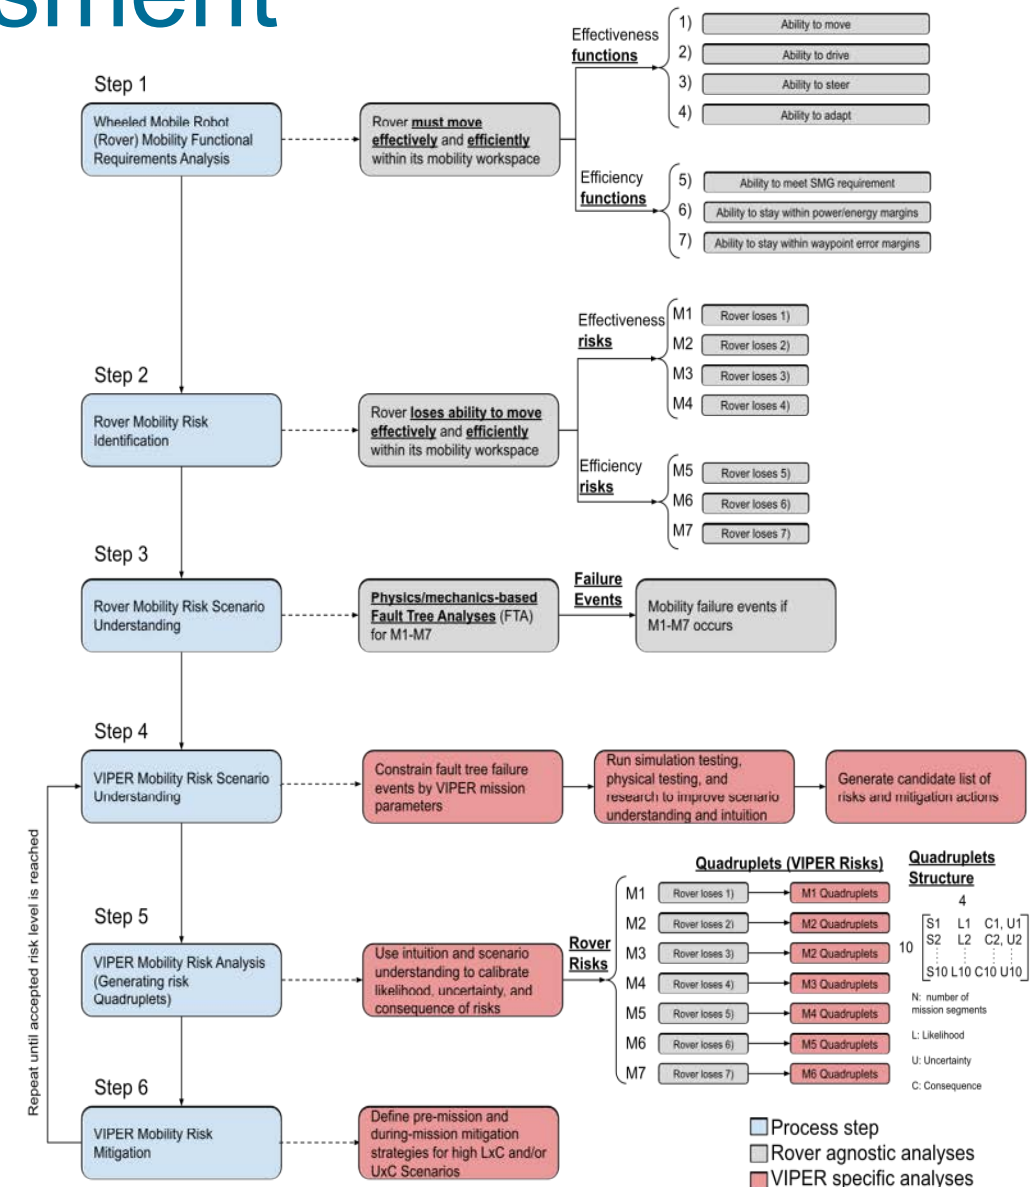 sment
Step 1
Wheeled Mobile Robot
(Rover) Mobility Functional
Requirements Analysis
Rover must move
effectively and efficiently
within its mobility workspace
Effectiveness
functions
1) Ability to move
2) Ability to drive
3) Ability to steer
4) Ability to adapt
Efficiency
functions
5) Ability to meet SMG requirement
6) Ability to stay within power/energy margins
7) Ability to stay within waypoint error margins
Step 2
Rover Mobility Risk
Identification
Rover loses ability to move
effectively and efficiently
within its mobility workspace
Effectiveness
risks
M1 Rover loses 1)
M2 Rover loses 2)
M3 Rover loses 3)
M4 Rover loses 4)
Efficiency
risks
M5 Rover loses 5)
M6 Rover loses 6)
M7 Rover loses 7)
Step 3
Rover Mobility Risk Scenario
Understanding
Physics/mechanics-based
Fault Tree Analyses (FTA)
for M1-M7
Failure
Events
Mobility failure events if
M1-M7 occurs
Step 4
VIPER Mobility Risk Scenario
Understanding
Constrain fault tree failure
events by VIPER mission
parameters
Run simulation testing,
physical testing, and
research to improve scenario
understanding and intuition
Generate candidate list of
risks and mitigation actions
Repeat until accepted risk level is reached
Step 5
VIPER Mobility Risk Analysis
(Generating risk
Quadruplets)
Use intuition and scenario
understanding to calibrate
likelihood, uncertainty, and
consequence of risks
Rover
Risks
Quadruplets (VIPER Risks)
M1 Rover loses 1) M1 Quadruplets
M2 Rover loses 2) M2 Quadruplets
M3 Rover loses 3) M2 Quadruplets
M4 Rover loses 4) M3 Quadruplets
M5 Rover loses 5) M4 Quadruplets
M6 Rover loses 6) M5 Quadruplets
M7 Rover loses 7) M6 Quadruplets
Quadruplets
Structure
4
10
S1 L1 C1, U1
S2 L2 C2, U2
S10 L10 C10 U10
N: number of
mission segments
L: Likelihood
U: Uncertainty
C: Consequence
Step 6
VIPER Mobility Risk
Mitigation
Define pre-mission and
during-mission mitigation
strategies for high LxC and/or
UxC Scenarios
Process step
Rover agnostic analyses
VIPER specific analyses